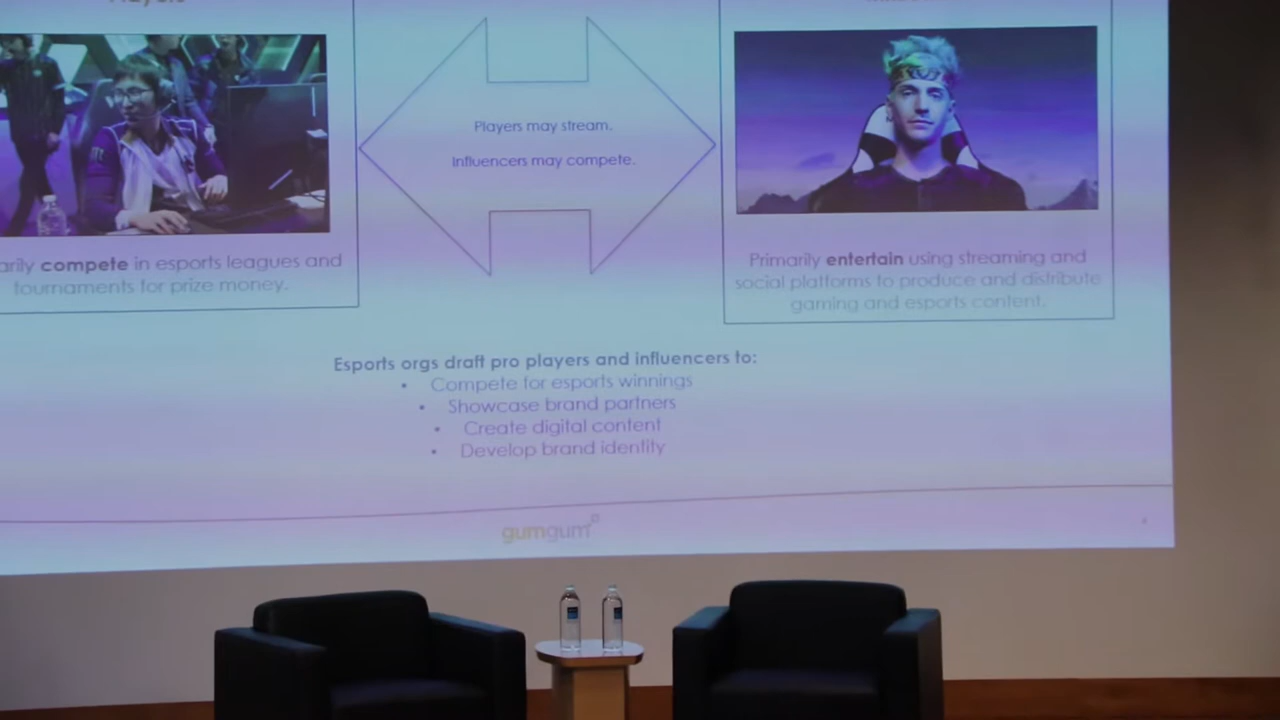 Players
Players may stream.
Influencers may compete.
arily compete in esports leagues and
tournaments for prize money.
Primarily entertain using streaming and
social platforms to produce and distribute
gaming and esports content.
Esports orgs draft pro players and influencers to:
• Compete for esports winnings
• Showcase brand partners
• Create digital content
• Develop brand identity
gumgum